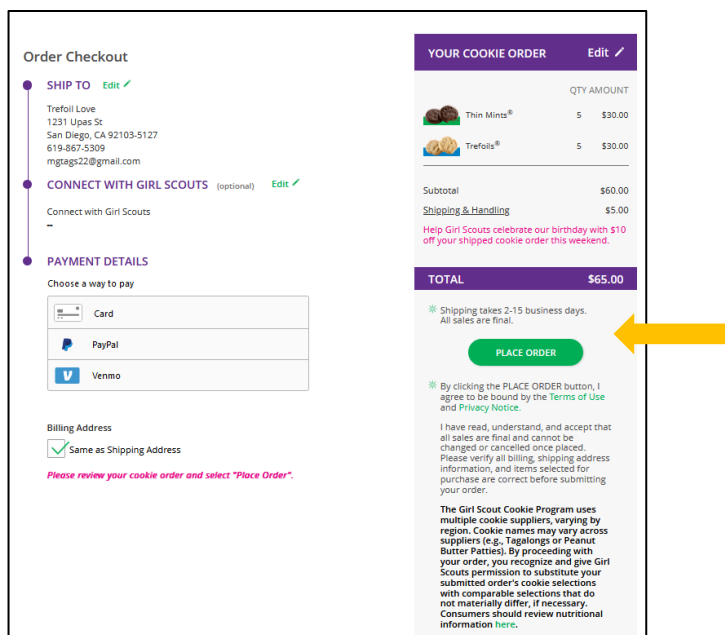 Order Checkout
SHIP TO Edit
Trefoil Love
1231 Upas St
San Diego, CA 92103-5127
619-867-5309
mgtags22@gmail.com
CONNECT WITH GIRL SCOUTS (optional) Edit
Connect with Girl Scouts
--
PAYMENT DETAILS
Choose a way to pay
Card
PayPal
Venmo
Billing Address
Same as Shipping Address
Please review your cookie order and select "Place Order".
YOUR COOKIE ORDER Edit
QTY AMOUNT
Thin Mints® 5 $30.00
Trefoils® 5 $30.00
Subtotal $60.00
Shipping & Handling $5.00
Help Girl Scouts celebrate our birthday with $10
off your shipped cookie order this weekend.
TOTAL $65.00
Shipping takes 2-15 business days.
All sales are final.
PLACE ORDER
By clicking the PLACE ORDER button, I
agree to be bound by the Terms of Use
and Privacy Notice.
I have read, understand, and accept that
all sales are final and cannot be
changed or cancelled once placed.
Please verify all billing, shipping address
information, and items selected for
purchase are correct before submitting
your order.
The Girl Scout Cookie Program uses
multiple cookie suppliers, varying by
region. Cookie names may vary across
suppliers (e.g., Tagalongs or Peanut
Butter Patties). By proceeding with
your order, you recognize and give Girl
Scouts permission to substitute your
submitted order's cookie selections
with comparable selections that do
not materially differ, if necessary.
Consumers should review nutritional
information here.